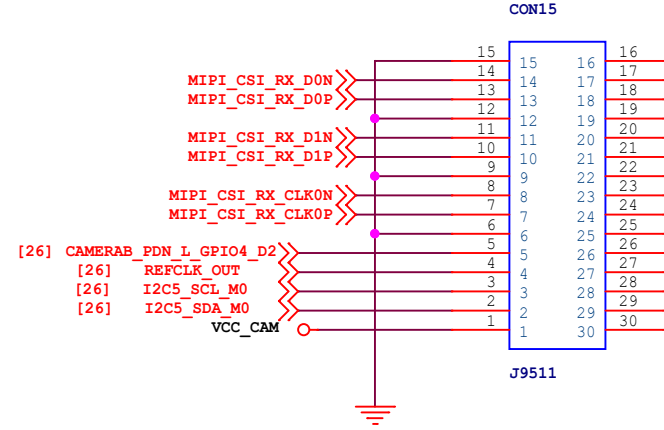 CON15
15 15 16 16
MIPI_CSI_RX_D0N 14 14 17 17
MIPI_CSI_RX_D0P 13 13 18 18
12 12 19 19
MIPI_CSI_RX_D1N 11 11 20 20
MIPI_CSI_RX_D1P 10 10 21 21
9 9 22 22
MIPI_CSI_RX_CLK0N 8 8 23 23
MIPI_CSI_RX_CLK0P 7 7 24 24
6 6 25 25
[26] CAMERAB_PDN_L_GPIO4_D2 5 5 26 26
[26] REFCLK_OUT 4 4 27 27
[26] I2C5_SCL_M0 3 3 28 28
[26] I2C5_SDA_M0 2 2 29 29
VCC_CAM 1 1 30 30
J9511